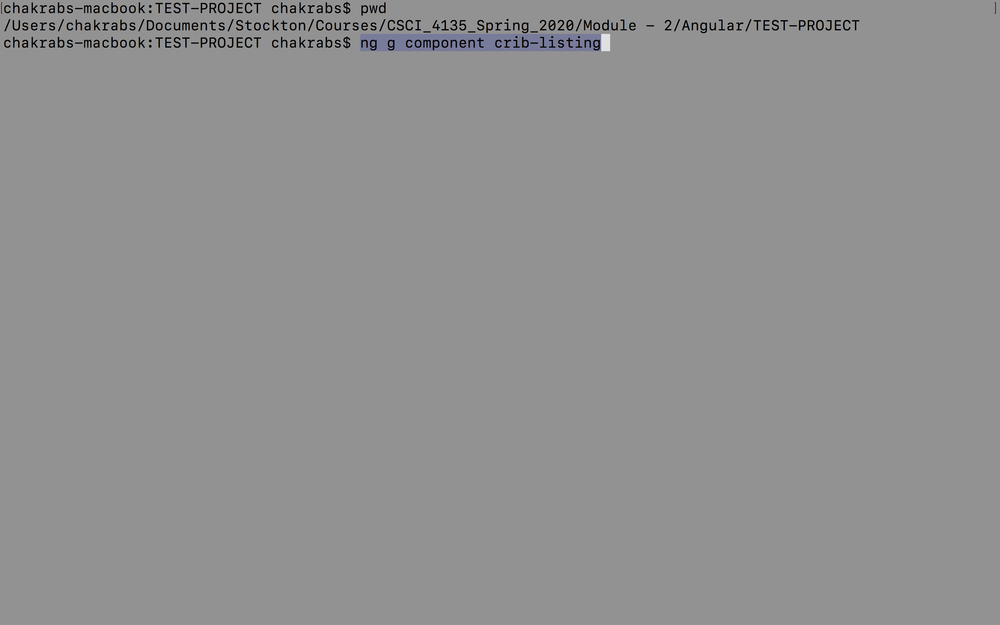 [chakrabs-macbook:TEST-PROJECT chakrabs$ pwd ]
/Users/chakrabs/Documents/Stockton/Courses/CSCI_4135_Spring_2020/Module - 2/Angular/TEST-PROJECT
chakrabs-macbook:TEST-PROJECT chakrabs$ ng g component crib-listing